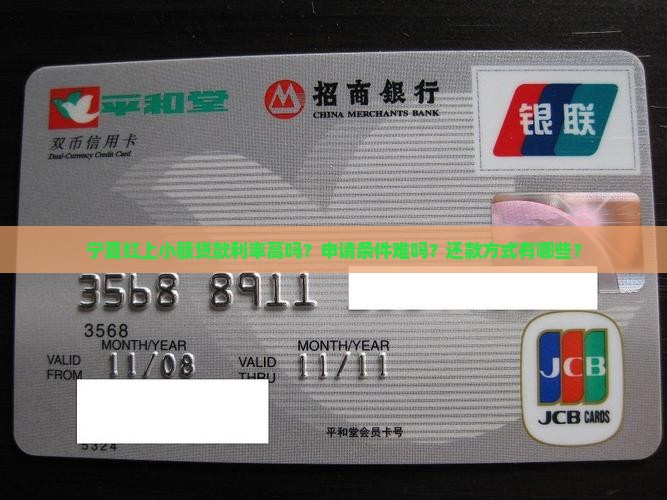 平和堂
双币信用卡
Dual-Currency Credit Card
招商银行
CHINA MERCHANTS BANK
银联
宁夏红上小额贷款利率高吗？申请条件难吗？还款方式有哪些？
3568 8911
3568
MONTH/YEAR MONTH/YEAR
VALID FROM 11/08 VALID THRU 11/11
JCB
JCB CARDS
平和堂会员卡号
5324